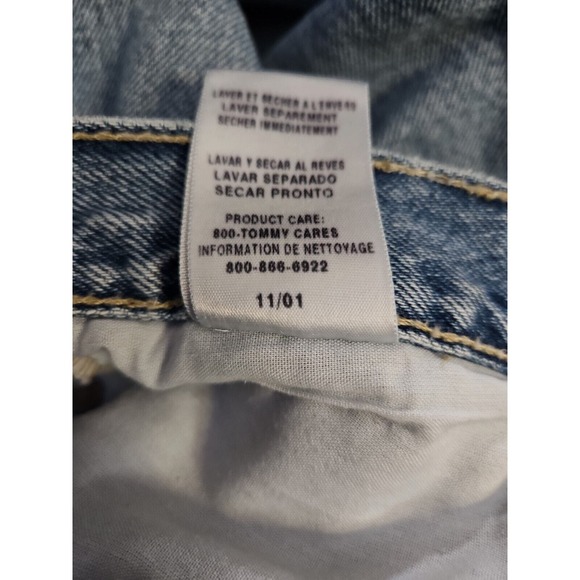 LAVER ET SECHER A L'ENVERS
LAVER SEPAREMENT
SECHER IMMEDIATEMENT
LAVAR Y SECAR AL REVES
LAVAR SEPARADO
SECAR PRONTO
PRODUCT CARE:
800-TOMMY CARES
INFORMATION DE NETTOYAGE
800-866-6922
11/01